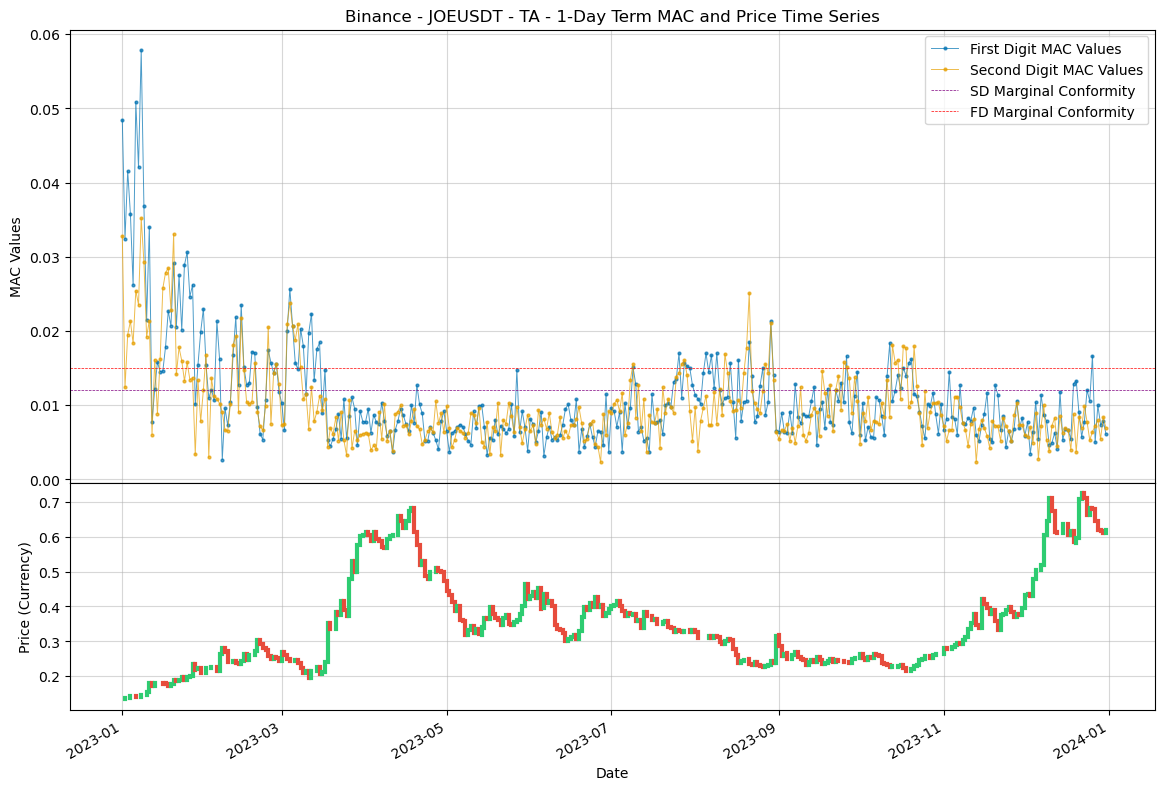 Binance - JOEUSDT - TA - 1-Day Term MAC and Price Time Series
0.06
0.05
0.04
0.03
0.02
0.01
0.00
MAC Values
First Digit MAC Values
Second Digit MAC Values
SD Marginal Conformity
FD Marginal Conformity
0.7
0.6
0.5
0.4
0.3
0.2
Price (Currency)
2023-01
2023-03
2023-05
2023-07
2023-09
2023-11
2024-01
Date